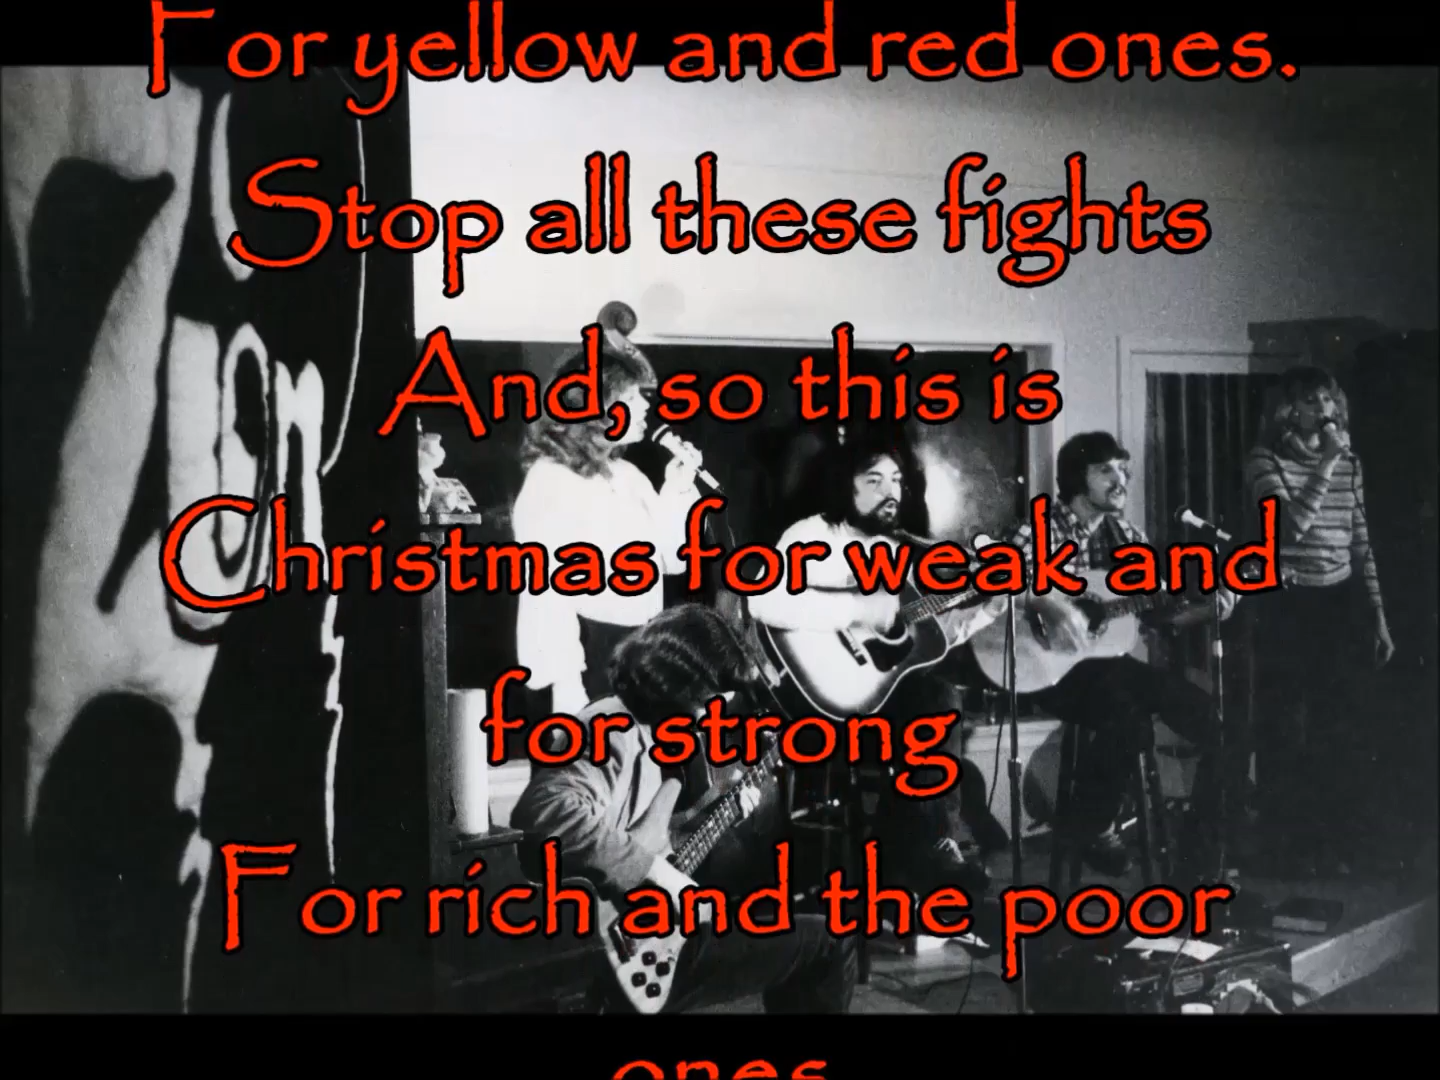 For yellow and red ones.
Stop all these fights
And, so this is
Christmas for weak and
for strong
For rich and the poor
ones